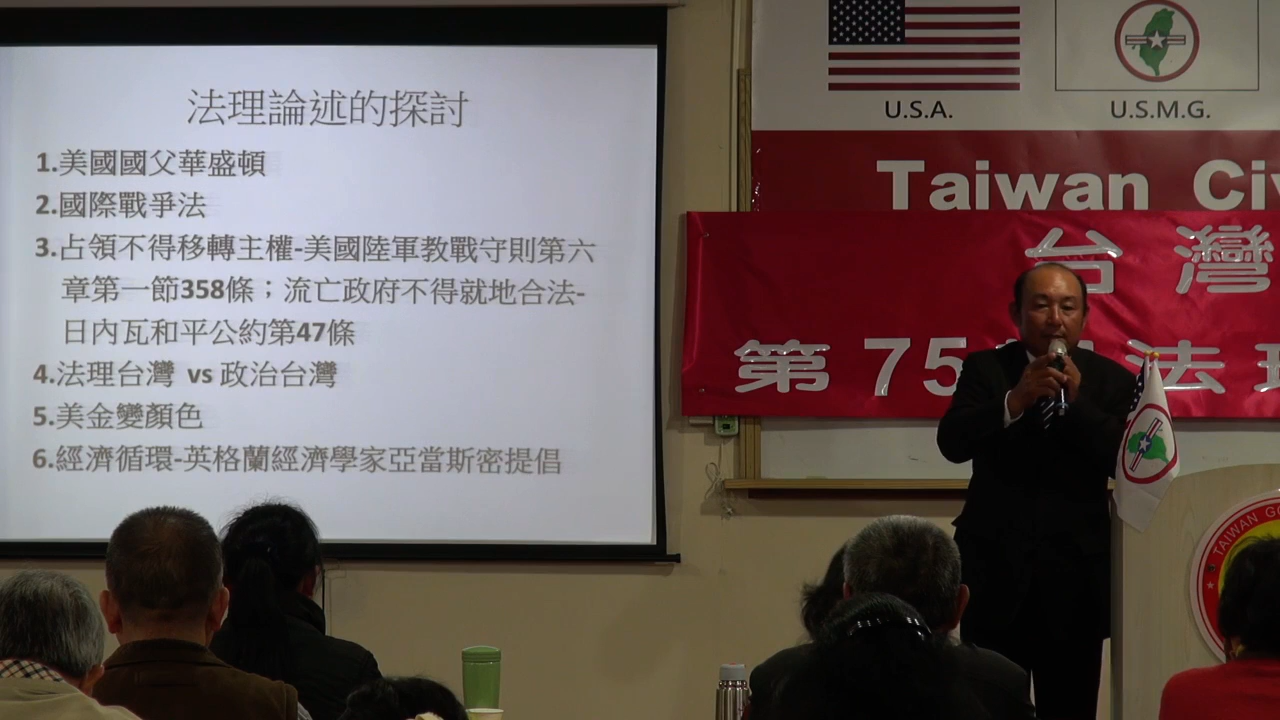 法理論述的探討
1.美國國父華盛頓
2.國際戰爭法
3.占領不得移轉主權-美國陸軍教戰守則第六
章第一節358條；流亡政府不得就地合法-
日內瓦和平公約第47條
4.法理台灣 vs 政治台灣
5.美金變顏色
6.經濟循環-英格蘭經濟學家亞當斯密提倡
U.S.A.
U.S.M.G.
Taiwan Civ
台灣
第75 法
TAIWAN GO